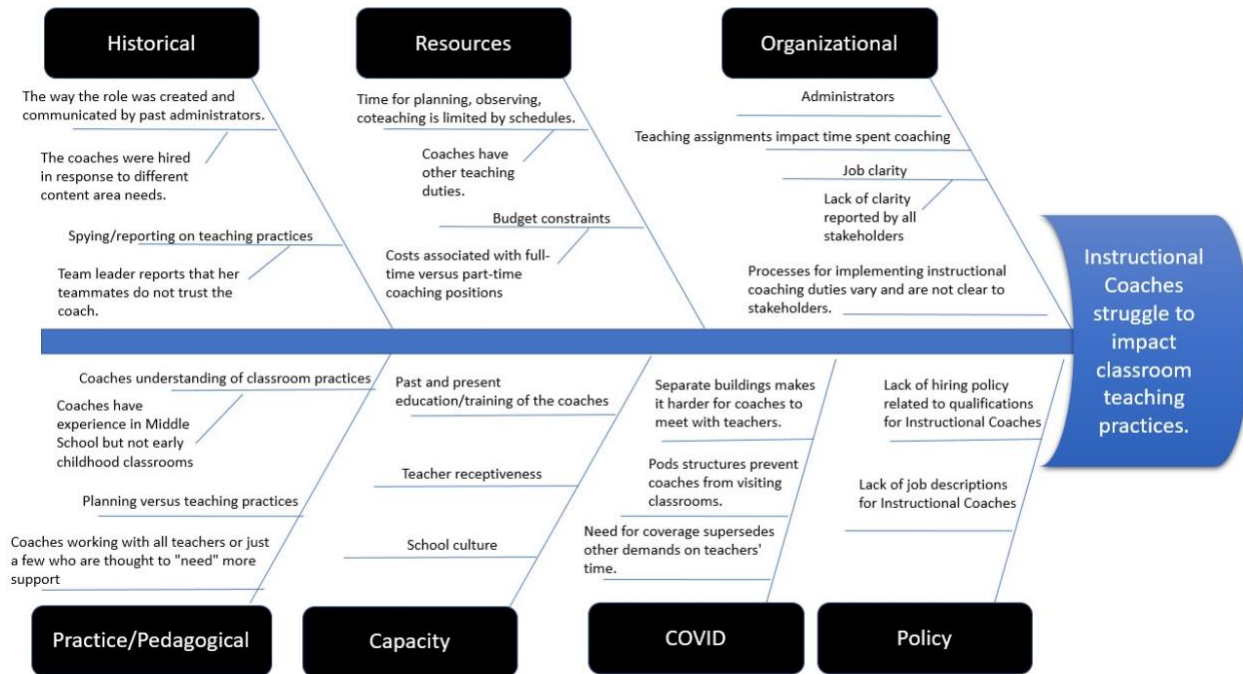 Historical
The way the role was created and
communicated by past administrators.
The coaches were hired
in response to different
content area needs.
Spying/reporting on teaching practices
Team leader reports that her
teammates do not trust the
coach.
Resources
Time for planning, observing,
coteaching is limited by schedules.
Coaches have
other teaching
duties.
Budget constraints
Costs associated with full-
time versus part-time
coaching positions
Organizational
Administrators
Teaching assignments impact time spent coaching
Job clarity
Lack of clarity
reported by all
stakeholders
Processes for implementing instructional
coaching duties vary and are not clear to
stakeholders.
Instructional
Coaches
struggle to
impact
classroom
teaching
practices.
Coaches understanding of classroom practices
Coaches have
experience in Middle
School but not early
childhood classrooms
Planning versus teaching practices
Coaches working with all teachers or just
a few who are thought to "need" more
support
Practice/Pedagogical
Past and present
education/training of the coaches
Teacher receptiveness
School culture
Capacity
Separate buildings makes
it harder for coaches to
meet with teachers.
Pods structures prevent
coaches from visiting
classrooms.
Need for coverage supersedes
other demands on teachers'
time.
COVID
Lack of hiring policy
related to qualifications
for Instructional Coaches
Lack of job descriptions
for Instructional Coaches
Policy